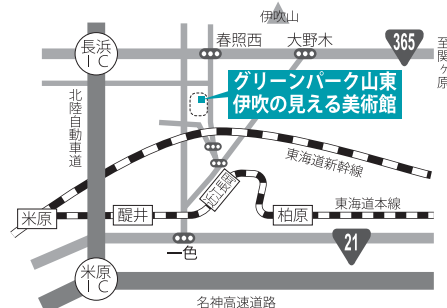 伊吹山
春照西
大野木
365
至関ヶ原
長浜
IC
グリーンパーク山東
伊吹の見える美術館
北陸自動車道
東海道新幹線
米原
醒井
近江長岡
柏原
東海道本線
一色
21
米原
IC
名神高速道路